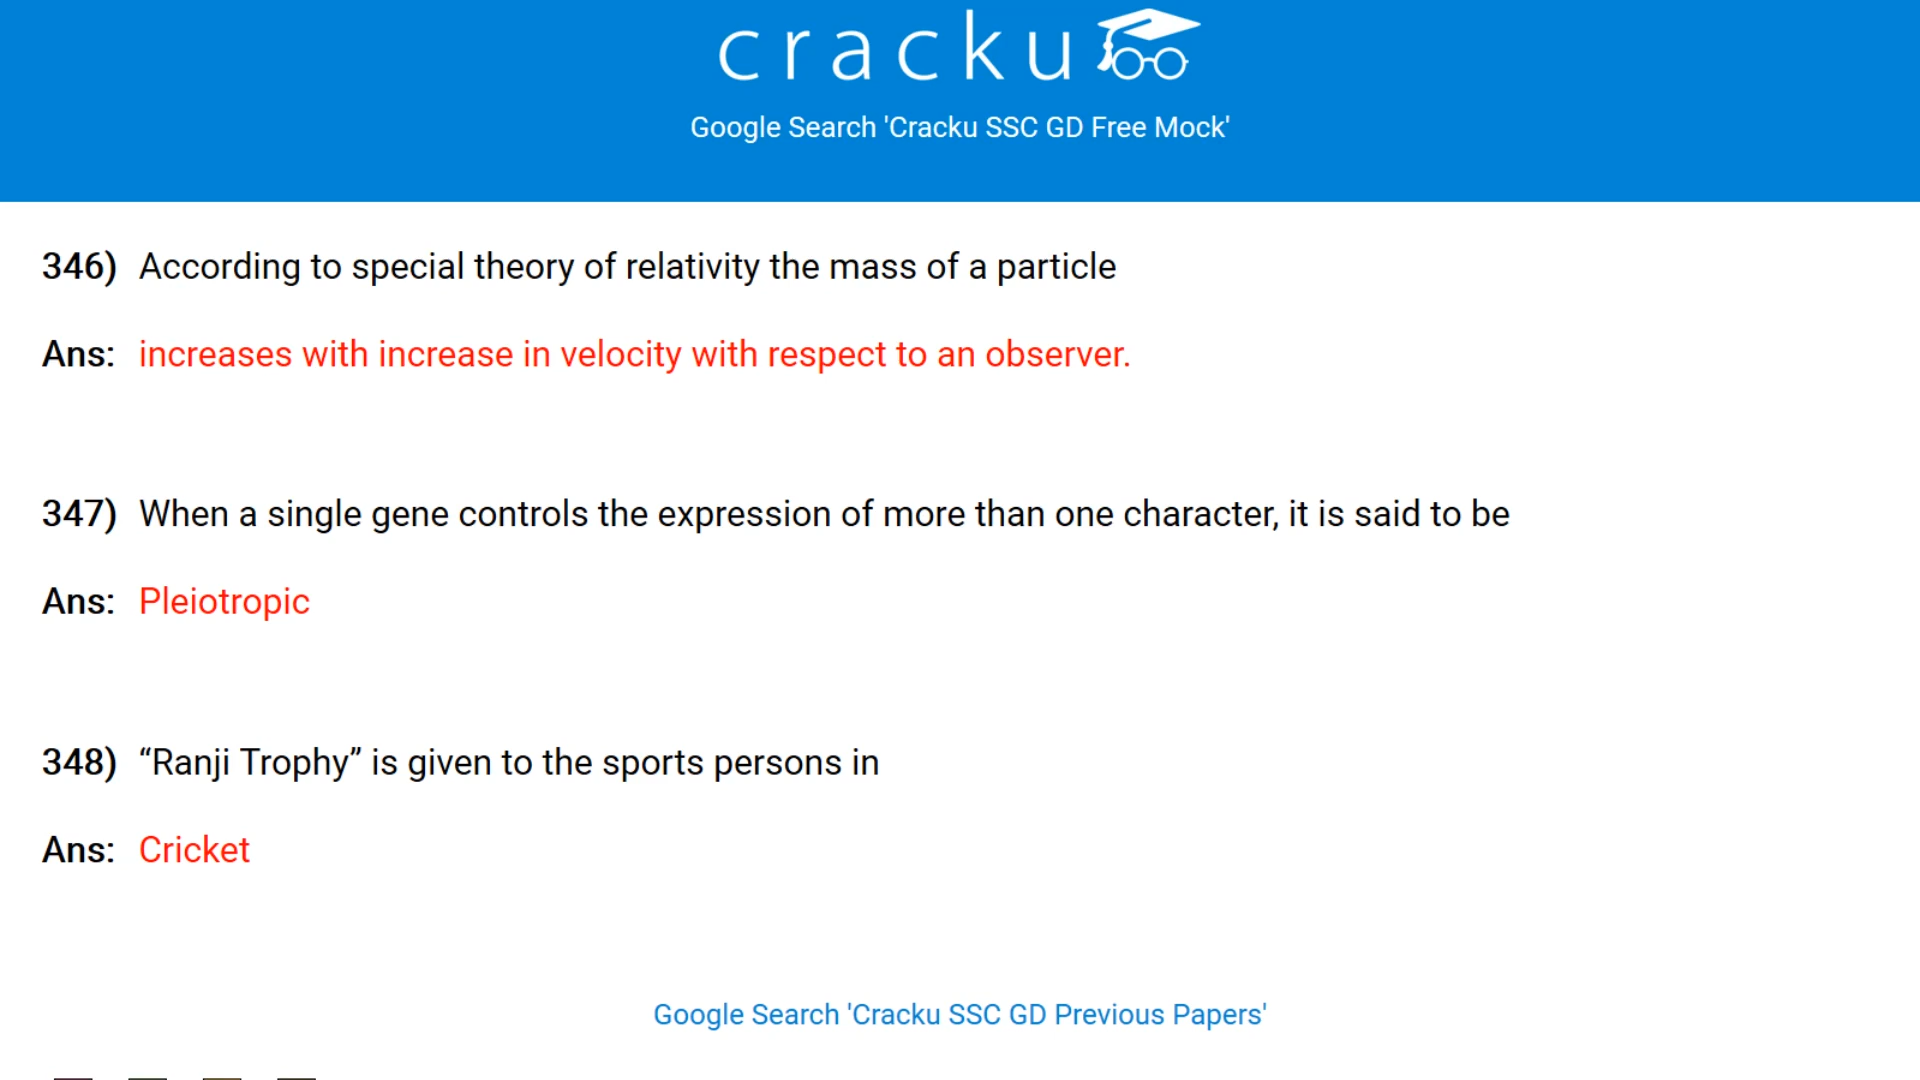 cracku
Google Search 'Cracku SSC GD Free Mock'
346) According to special theory of relativity the mass of a particle
Ans: increases with increase in velocity with respect to an observer.
347) When a single gene controls the expression of more than one character, it is said to be
Ans: Pleiotropic
348) “Ranji Trophy” is given to the sports persons in
Ans: Cricket
Google Search 'Cracku SSC GD Previous Papers'